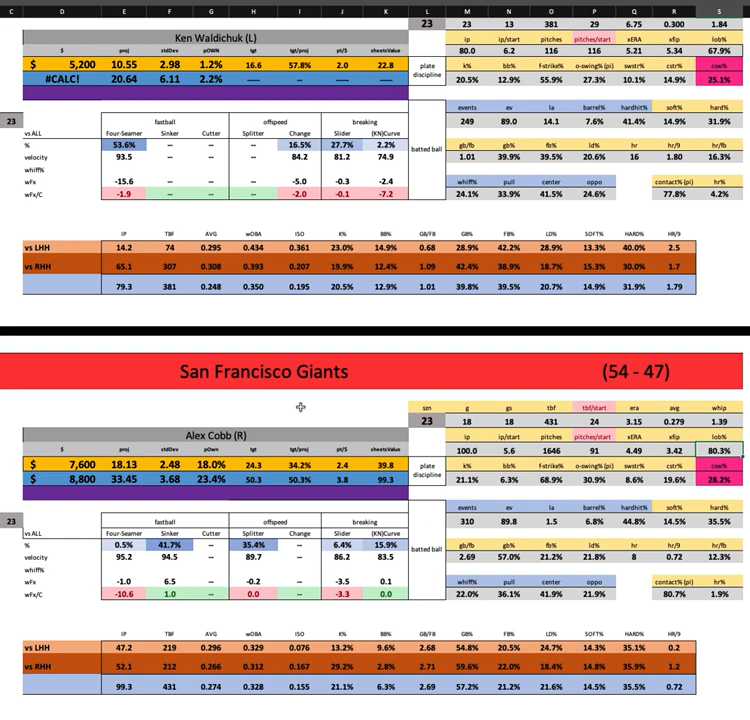 C D E F G H I J K L M N O P Q R S
23 23 13 381 29 6.75 0.300 1.84
Ken Waldichuk (L) ip ip/start pitches pitches/start xERA xfip lob%
$ proj stdDev pOWN tgt tgt/proj pt/$ sheetsValue 80.0 6.2 116 116 5.21 5.34 67.9%
$ 5,200 10.55 2.98 1.2% 16.6 57.8% 2.0 22.8 plate discipline k% bb% f-strike% o-swing% (pi) swstr% cstr% csw%
#CALC! 20.64 6.11 2.2% ---- ---- -- ---- 20.5% 12.9% 55.9% 27.3% 10.1% 14.9% 25.1%
events ev la barrel% hardhit% soft% hard%
23 fastball offspeed breaking batted ball 249 89.0 14.1 7.6% 41.4% 14.9% 31.9%
vs ALL Four-Seamer Sinker Cutter Splitter Change Slider (KN)Curve
% 53.6% -- -- -- 16.5% 27.7% 2.2% gb/fb gb% fb% ld% hr hr/9 hr/fb
velocity 93.5 -- -- -- 84.2 81.2 74.9 1.01 39.9% 39.5% 20.6% 16 1.80 16.3%
whiff%
wFx -15.6 -- -- -- -5.0 -0.3 -2.4 whiff% pull center oppo contact% (pi) hr%
wFx/C -1.9 -- -- -- -2.0 -0.1 -7.2 24.1% 33.9% 41.5% 24.6% 77.8% 4.2%
IP TBF AVG wOBA ISO K% BB% GB/FB GB% FB% LD% SOFT% HARD% HR/9
vs LHH 14.2 74 0.295 0.434 0.361 23.0% 14.9% 0.68 28.9% 42.2% 28.9% 13.3% 40.0% 2.5
vs RHH 65.1 307 0.308 0.393 0.207 19.9% 12.4% 1.09 42.4% 38.9% 18.7% 15.3% 30.0% 1.7
79.3 381 0.248 0.350 0.195 20.5% 12.9% 1.01 39.8% 39.5% 20.7% 14.9% 31.9% 1.79
San Francisco Giants (54 - 47)
szn g gs tbf tbf/start era avg whip
23 18 18 431 24 3.15 0.279 1.39
Alex Cobb (R) ip ip/start pitches pitches/start xERA xfip lob%
$ proj stdDev pOwn tgt tgt/proj pt/$ sheetsValue 100.0 5.6 1646 91 4.49 3.42 80.3%
$ 7,600 18.13 2.48 18.0% 24.3 34.2% 2.4 39.8 plate discipline k% bb% f-strike% o-swing% (pi) swstr% cstr% csw%
$ 8,800 33.45 3.68 23.4% 50.3 50.3% 3.8 99.3 21.1% 6.3% 68.9% 30.9% 8.6% 19.6% 28.2%
events ev la barrel% hardhit% soft% hard%
23 fastball offspeed breaking batted ball 310 89.8 1.5 6.8% 44.8% 14.5% 35.5%
vs ALL Four-Seamer Sinker Cutter Splitter Change Slider (KN)Curve
% 0.5% 41.7% -- 35.4% -- 6.4% 15.9% gb/fb gb% fb% ld% hr hr/9 hr/fb
velocity 95.2 94.5 -- 89.7 -- 86.2 83.5 2.69 57.0% 21.2% 21.8% 8 0.72 12.3%
whiff%
wFx -1.0 6.5 -- -0.2 -- -3.5 0.1 whiff% pull center oppo contact% (pi) hr%
wFx/C -10.6 1.0 -- 0.0 -- -3.3 0.0 22.0% 36.1% 41.9% 21.9% 80.7% 1.9%
IP TBF AVG wOBA ISO K% BB% GB/FB GB% FB% LD% SOFT% HARD% HR/9
vs LHH 47.2 219 0.296 0.329 0.076 13.2% 9.6% 2.68 54.8% 20.5% 24.7% 14.3% 35.1% 0.2
vs RHH 52.1 212 0.266 0.312 0.167 29.2% 2.8% 2.71 59.6% 22.0% 18.4% 14.8% 35.9% 1.2
99.3 431 0.274 0.328 0.155 21.1% 6.3% 2.69 57.2% 21.2% 21.6% 14.5% 35.5% 0.72